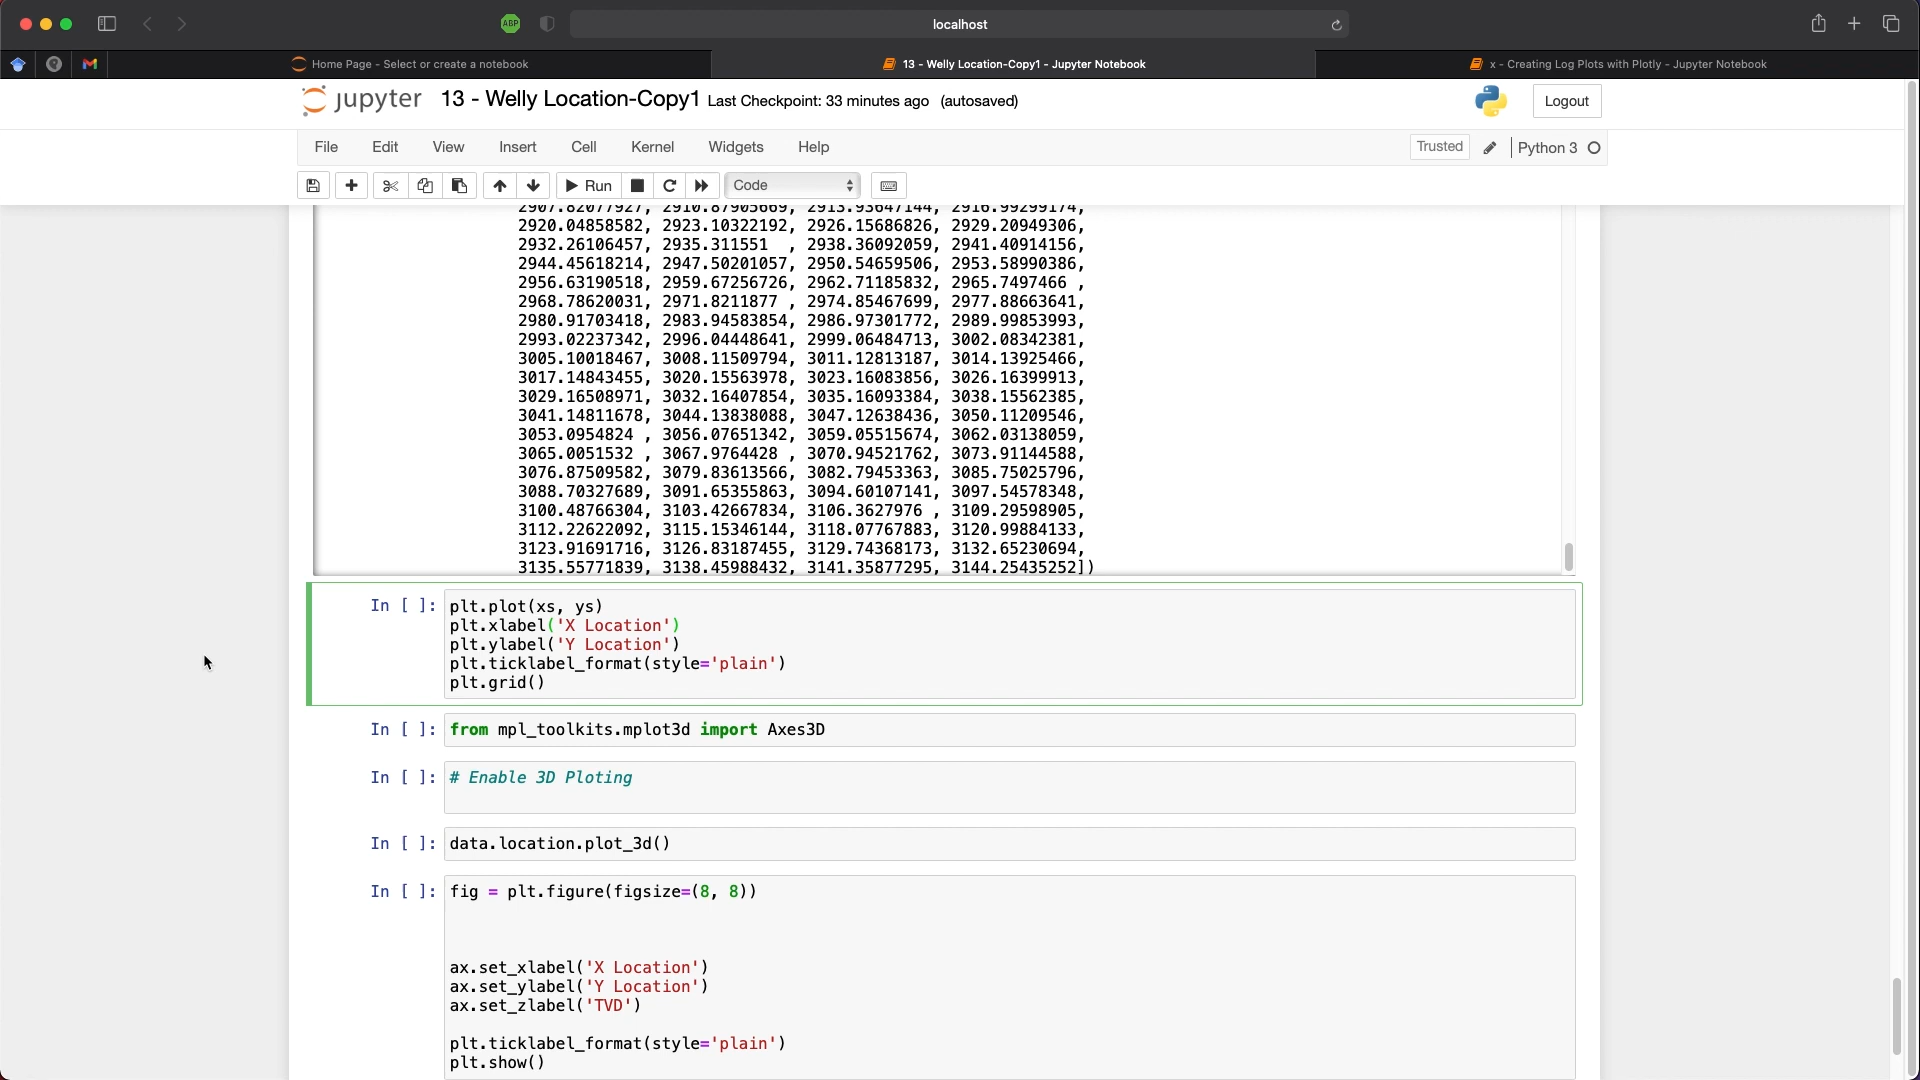 ABP
localhost
Home Page - Select or create a notebook
13 - Welly Location-Copy1 - Jupyter Notebook
x - Creating Log Plots with Plotly - Jupyter Notebook
jupyter 13 - Welly Location-Copy1 Last Checkpoint: 33 minutes ago (autosaved)
Logout
File Edit View Insert Cell Kernel Widgets Help
Trusted
Python 3
Run
Code
2907.82077927, 2910.87905669, 2913.93647144, 2916.99299174,
2920.04858582, 2923.10322192, 2926.15686826, 2929.20949306,
2932.26106457, 2935.311551  , 2938.36092059, 2941.40914156,
2944.45618214, 2947.50201057, 2950.54659506, 2953.58990386,
2956.63190518, 2959.67256726, 2962.71185832, 2965.7497466 ,
2968.78620031, 2971.8211877 , 2974.85467699, 2977.88663641,
2980.91703418, 2983.94583854, 2986.97301772, 2989.99853993,
2993.02237342, 2996.04448641, 2999.06484713, 3002.08342381,
3005.10018467, 3008.11509794, 3011.12813187, 3014.13925466,
3017.14843455, 3020.15563978, 3023.16083856, 3026.16399913,
3029.16508971, 3032.16407854, 3035.16093384, 3038.15562385,
3041.14811678, 3044.13838088, 3047.12638436, 3050.11209546,
3053.0954824 , 3056.07651342, 3059.05515674, 3062.03138059,
3065.0051532 , 3067.9764428 , 3070.94521762, 3073.91144588,
3076.87509582, 3079.83613566, 3082.79453363, 3085.75025796,
3088.70327689, 3091.65355863, 3094.60107141, 3097.54578348,
3100.48766304, 3103.42667834, 3106.3627976 , 3109.29598905,
3112.22622092, 3115.15346144, 3118.07767883, 3120.99884133,
3123.91691716, 3126.83187455, 3129.74368173, 3132.65230694,
3135.55771839, 3138.45988432, 3141.35877295, 3144.25435252])
In [ ]: plt.plot(xs, ys)
plt.xlabel('X Location')
plt.ylabel('Y Location')
plt.ticklabel_format(style='plain')
plt.grid()
In [ ]: from mpl_toolkits.mplot3d import Axes3D
In [ ]: # Enable 3D Ploting
In [ ]: data.location.plot_3d()
In [ ]: fig = plt.figure(figsize=(8, 8))
ax.set_xlabel('X Location')
ax.set_ylabel('Y Location')
ax.set_zlabel('TVD')
plt.ticklabel_format(style='plain')
plt.show()